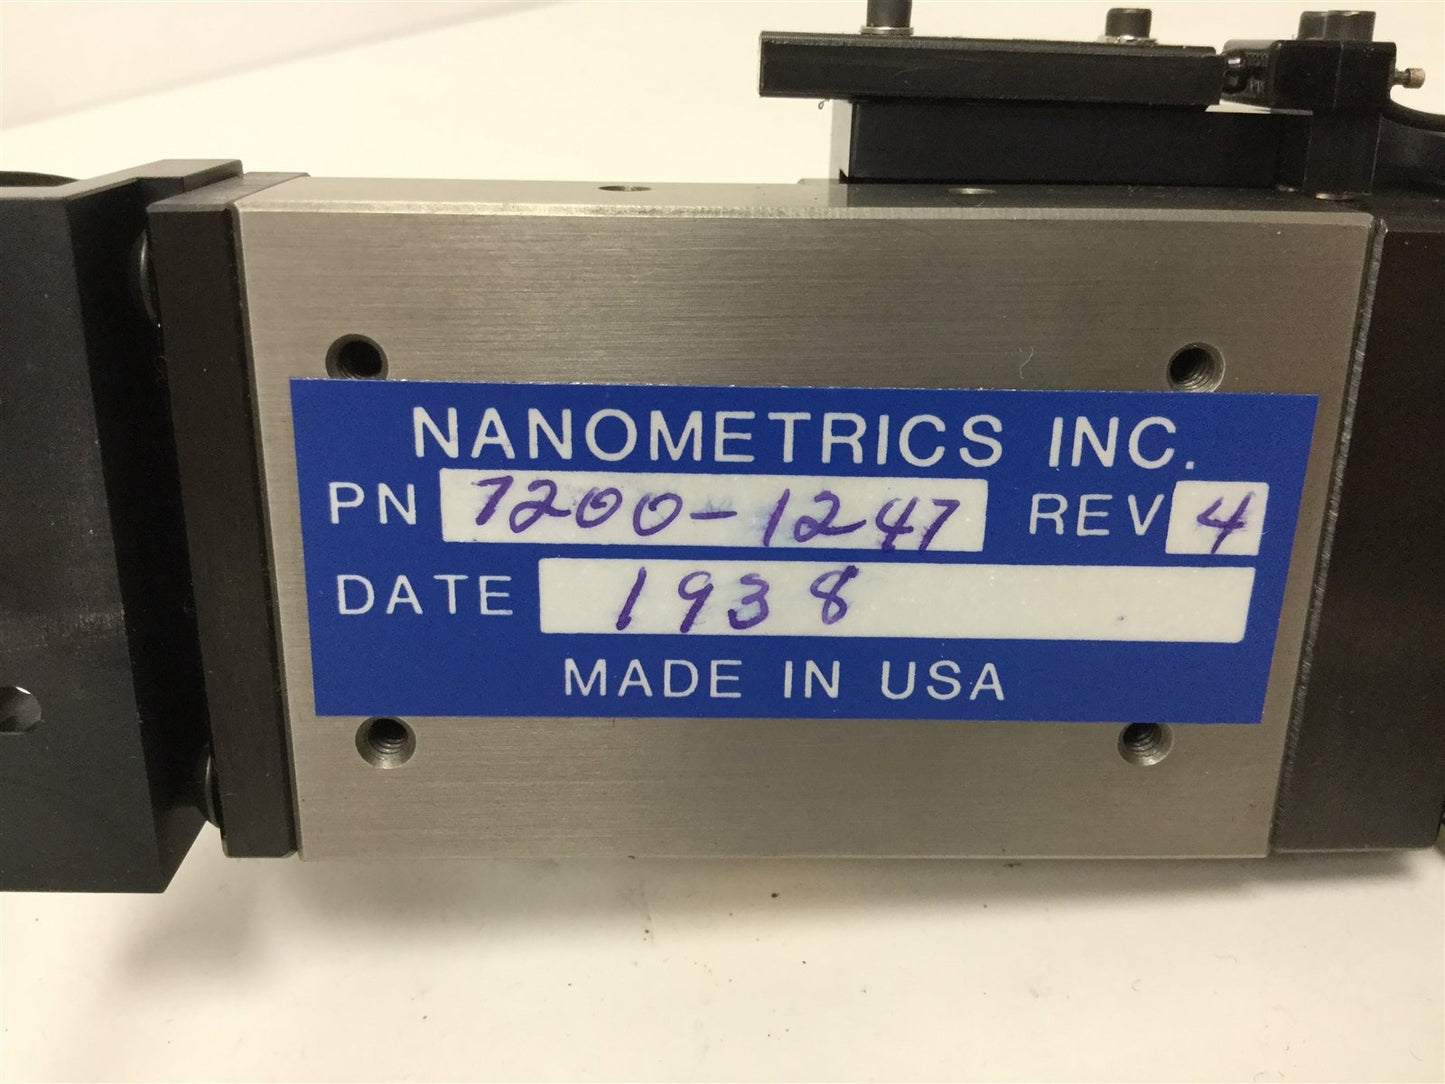 NANOMETRICS INC.
PN 7200-1247 REV 4
DATE 1938
MADE IN USA